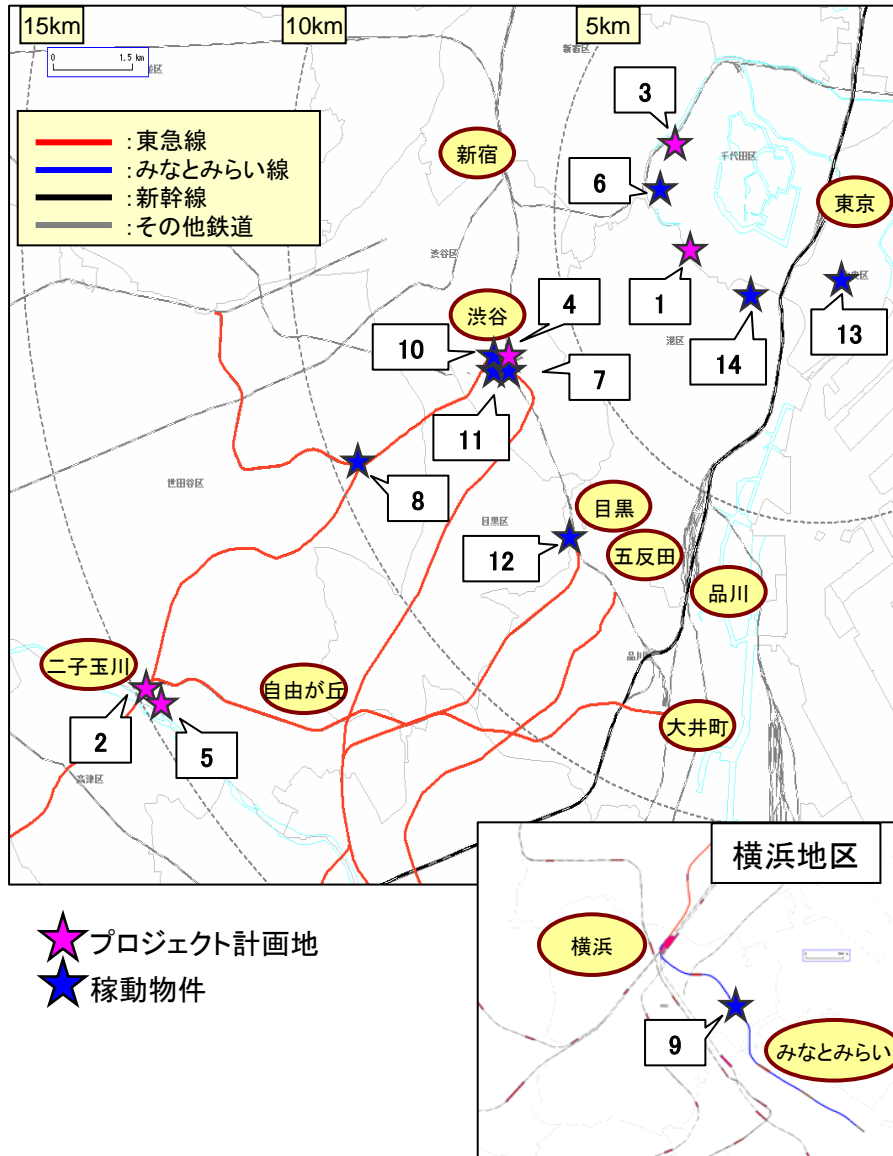 15km
10km
5km
0 1.5 km
新宿区
3
:東急線
:みなとみらい線
:新幹線
:その他鉄道
新宿
千代田区
6
東京
渋谷区
1
13
渋谷
4
港区
14
10
7
11
世田谷区
8
目黒区
目黒
12
五反田
品川
二子玉川
品川
自由が丘
2
5
大井町
高津区
横浜地区
横浜
9
みなとみらい
プロジェクト計画地
稼動物件